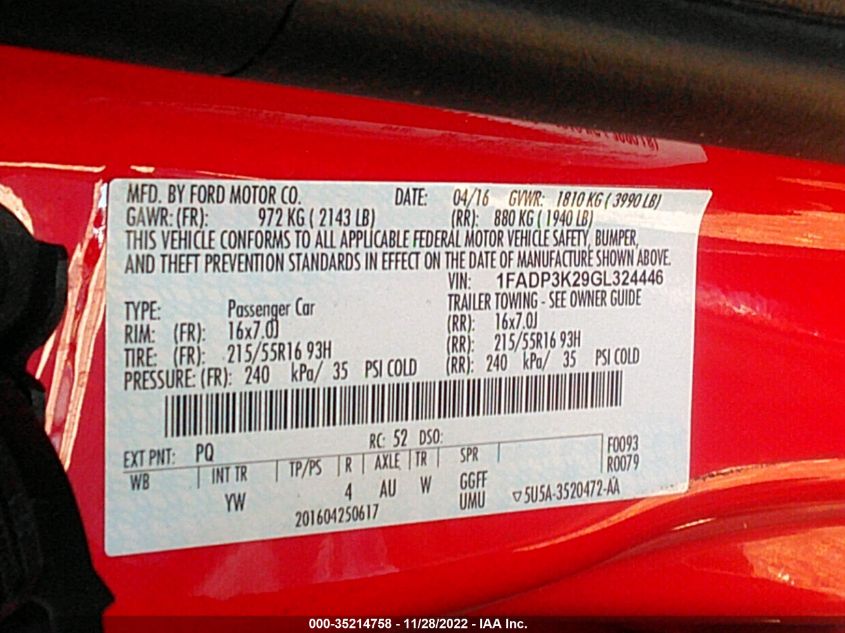 MFD. BY FORD MOTOR CO. DATE: 04/16 GVWR: 1810 KG ( 3990 LB)
GAWR: (FR): 972 KG ( 2143 LB) (RR): 880 KG ( 1940 LB)
THIS VEHICLE CONFORMS TO ALL APPLICABLE FEDERAL MOTOR VEHICLE SAFETY, BUMPER,
AND THEFT PREVENTION STANDARDS IN EFFECT ON THE DATE OF MANUFACTURE SHOWN ABOVE.
VIN: 1FADP3K29GL324446
TYPE: Passenger Car TRAILER TOWING - SEE OWNER GUIDE
RIM: (FR): 16x7.0J (RR): 16x7.0J
TIRE: (FR): 215/55R16 93H (RR): 215/55R16 93H
PRESSURE: (FR): 240 kPa/ 35 PSI COLD (RR): 240 kPa/ 35 PSI COLD
EXT PNT: PQ RC: 52 DSO: F0093
WB INT TR TP/PS R AXLE TR SPR R0079
YW 4 AU W GGFF
UMU
201604250617 ▽5U5A-3520472-AA
000-35214758 - 11/28/2022 - IAA Inc.